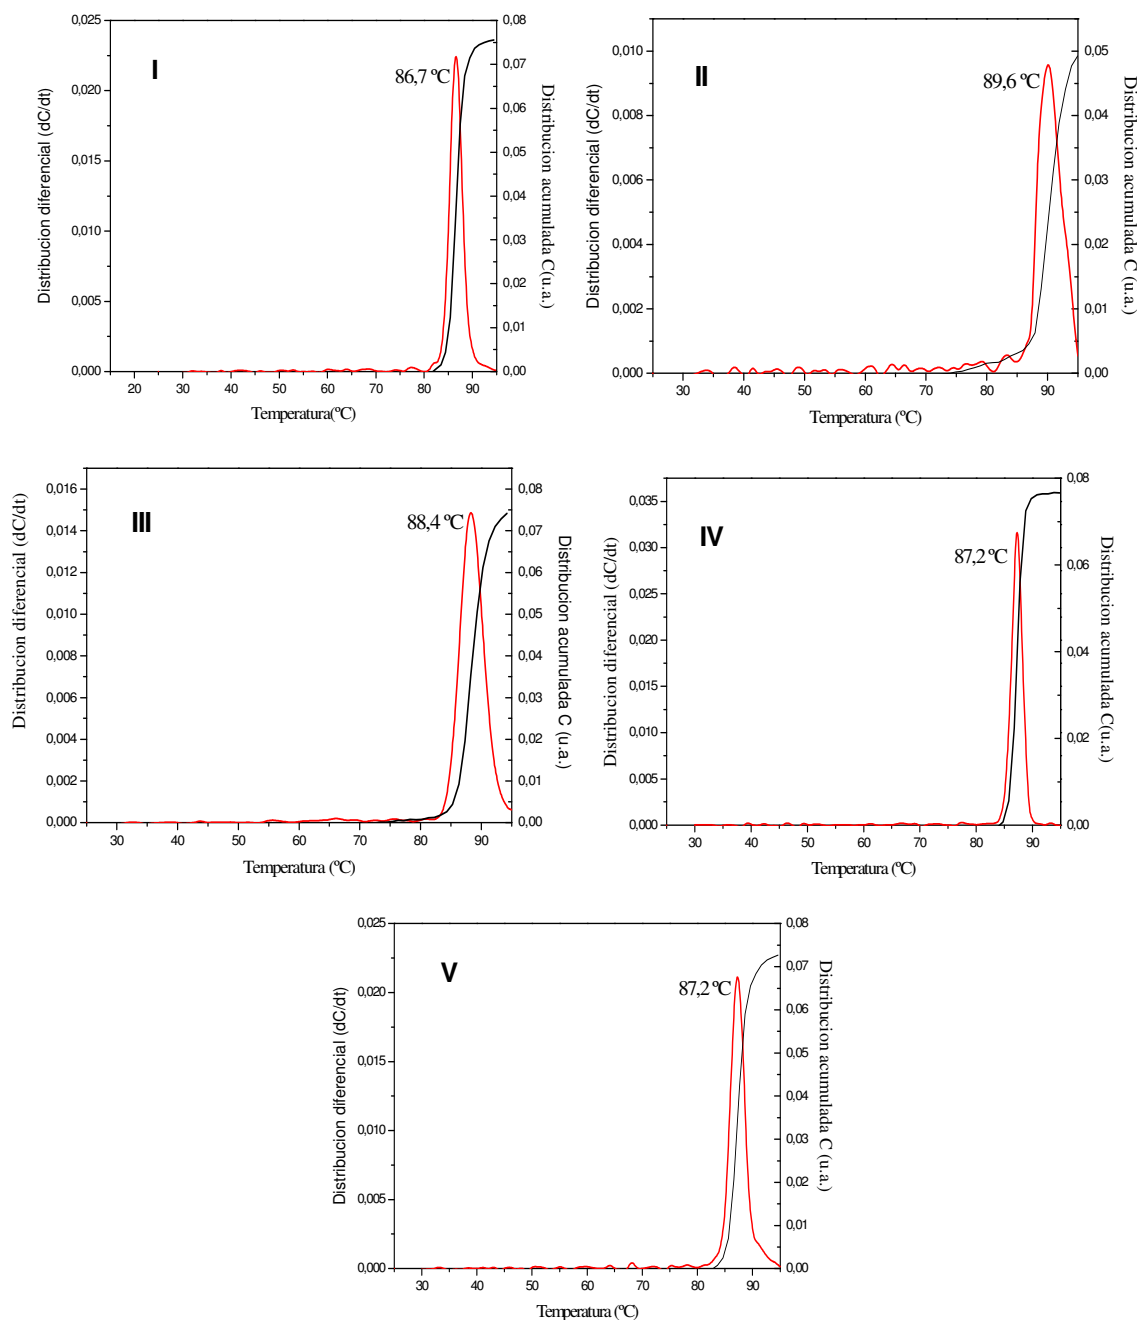 I
86,7 ºC
0,025
0,020
0,015
0,010
0,005
0,000
0,08
0,07
0,06
0,05
0,04
0,03
0,02
0,01
0,00
20 30 40 50 60 70 80 90
Temperatura(ºC)
Distribucion diferencial (dC/dt)
Distribucion acumulada C(u.a.)
II
89,6 ºC
0,010
0,008
0,006
0,004
0,002
0,000
0,05
0,04
0,03
0,02
0,01
0,00
30 40 50 60 70 80 90
Temperatura (ºC)
Distribucion diferencial (dC/dt)
Distribucion acumulada C (u.a.)
III
88,4 ºC
0,016
0,014
0,012
0,010
0,008
0,006
0,004
0,002
0,000
0,08
0,07
0,06
0,05
0,04
0,03
0,02
0,01
0,00
30 40 50 60 70 80 90
Temperatura (ºC)
Distribucion diferencial (dC/dt)
Distribucion acumulada C (u.a.)
IV
87,2 ºC
0,035
0,030
0,025
0,020
0,015
0,010
0,005
0,000
0,08
0,06
0,04
0,02
0,00
30 40 50 60 70 80 90
Temperatura (ºC)
Distribucion diferencial (dC/dt)
Distribucion acumulada C(u.a.)
V
87,2 ºC
0,025
0,020
0,015
0,010
0,005
0,000
0,08
0,07
0,06
0,05
0,04
0,03
0,02
0,01
0,00
30 40 50 60 70 80 90
Temperatura (ºC)
Distribucion diferencial (dC/dt)
Distribucion acumulada C (u.a.)